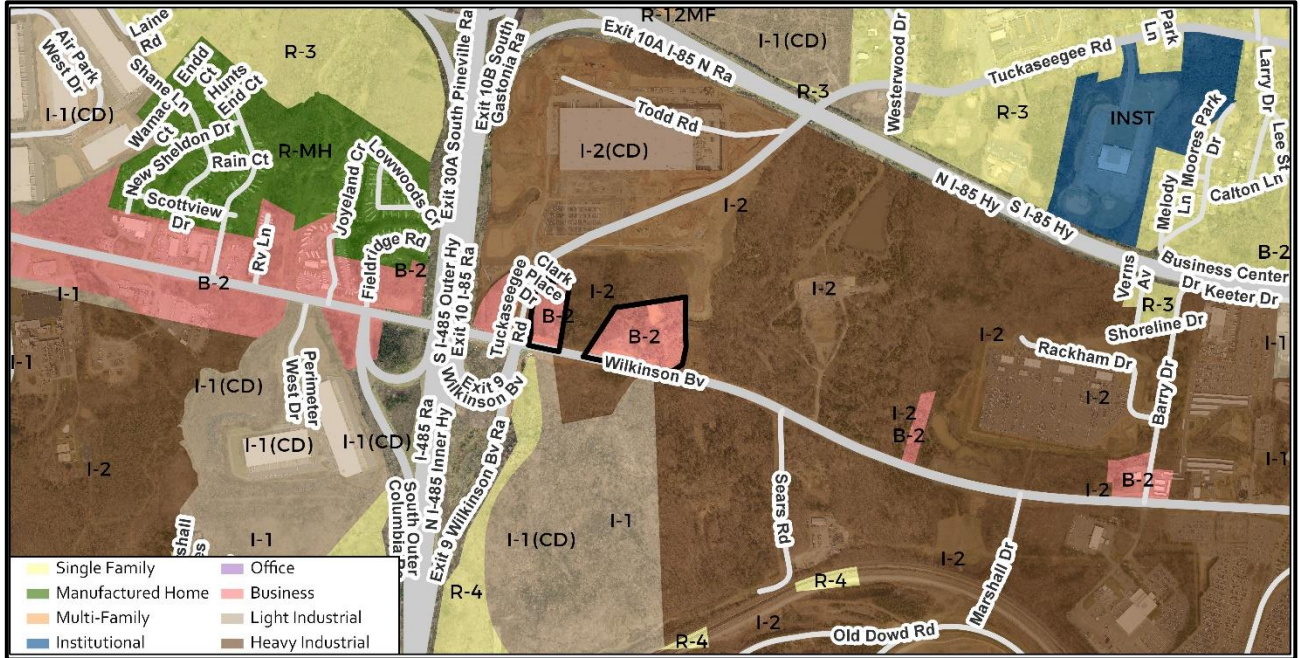 Air Park
West Dr
Laine
Rd
Shane Ln
Endd
Ct
Hunts
End Ct
Wamac
Ct
New Sheldon Dr
Rain Ct
Scottview
Dr
Rv Ln
Joyeland Cr
Lowwoods Cr
Fieldridge Rd
R-3
I-1(CD)
R-MH
B-2
B-2
I-1
I-1
I-2
Perimeter
West Dr
I-1(CD)
I-1(CD)
I-1(CD)
I-1
Exit 30A South Pineville Ra
Exit 10B South
Gastonia Ra
S I-485 Outer Hy
Exit 10 I-85 Ra
I-485 Ra
N I-485 Inner Hy
South Outer
Exit 9
Wilkinson Bv
Exit 9 Wilkinson Bv Ra
Tuckaseegee
Rd
Clark
Place
Dr
R-12MF
Exit 10A I-85 N Ra
I-1(CD)
R-3
Westerwood Dr
Tuckaseegee Rd
Park
Ln
Larry Dr
Lee St
R-3
INST
Todd Rd
I-2(CD)
I-2
N I-85 Hy
S I-85 Hy
Melody
Ln
Moores Park
Dr
Calton Ln
B-2
Business Center
Dr
Keeter Dr
Verns
Av
R-3
Shoreline Dr
Rackham Dr
Barry Dr
I-2
B-2
B-2
Wilkinson Bv
I-2
I-2
I-1
I-2
I-1
I-2
B-2
I-2
B-2
I-1(CD)
I-1
R-4
Sears Rd
R-4
I-2
Marshall Dr
I-2
R-4
Old Dowd Rd
Single Family
Manufactured Home
Multi-Family
Institutional
Office
Business
Light Industrial
Heavy Industrial